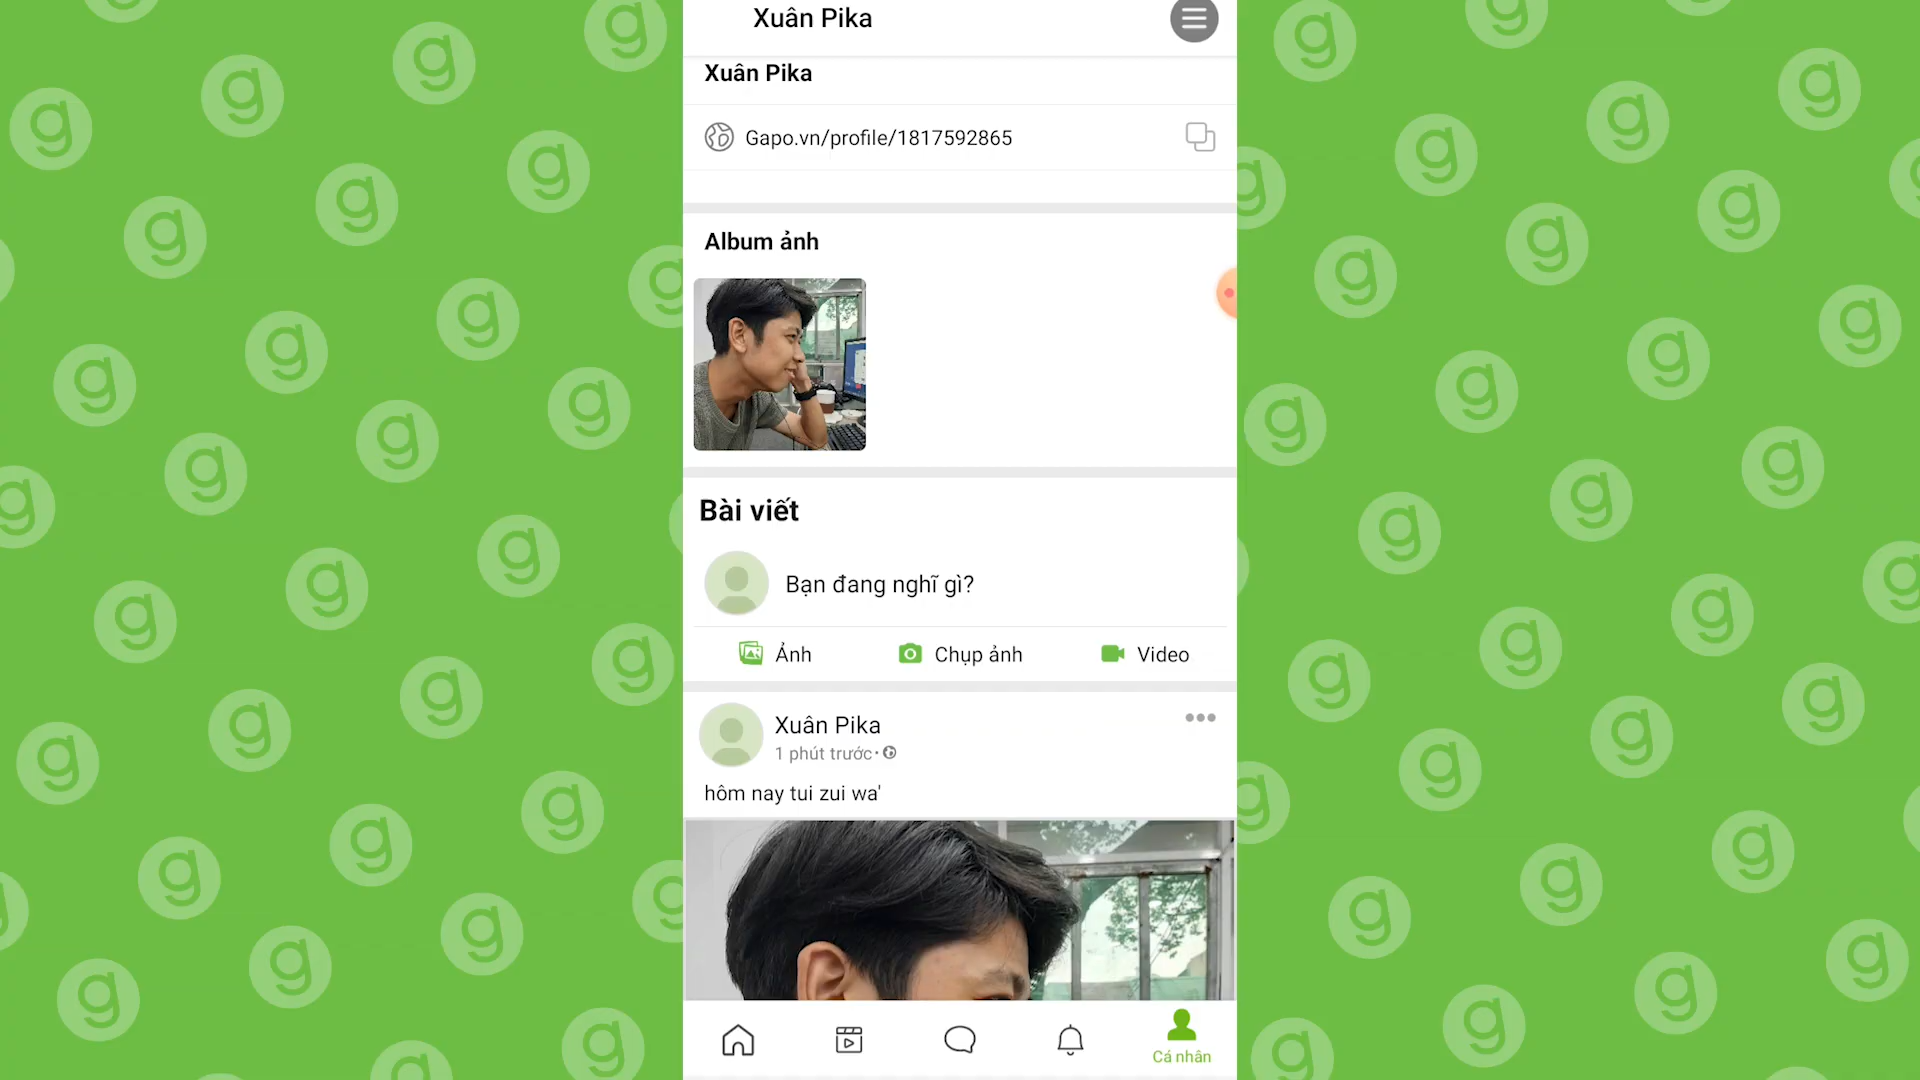 Xuân Pika
Xuân Pika
Gapo.vn/profile/1817592865
Album ảnh
Bài viết
Bạn đang nghĩ gì?
Ảnh
Chụp ảnh
Video
Xuân Pika
1 phút trước
hôm nay tui zui wa'
Cá nhân